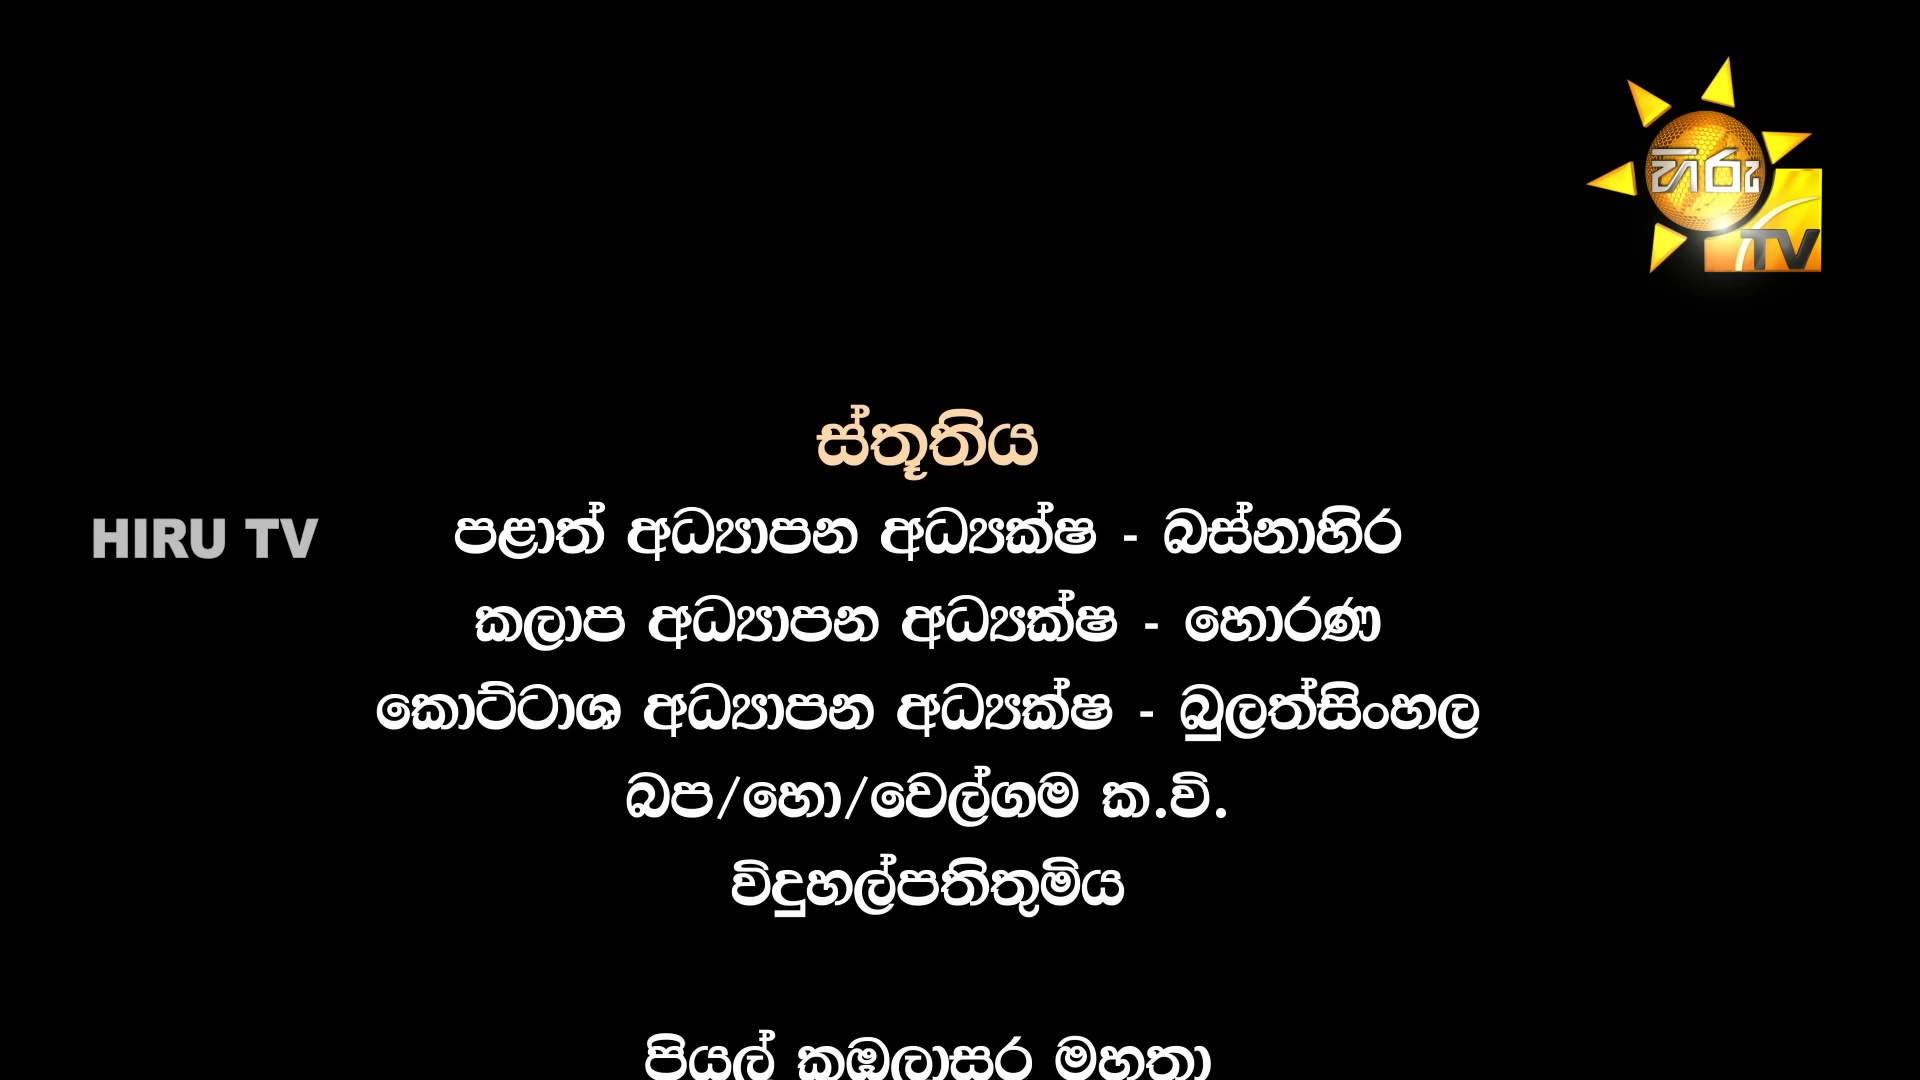 හිරු
TV
ස්තූතිය
HIRU TV
පළාත් අධ්‍යාපන අධ්‍යක්ෂ - බස්නාහිර
කලාප අධ්‍යාපන අධ්‍යක්ෂ - හොරණ
කොට්ටාශ අධ්‍යාපන අධ්‍යක්ෂ - බුලත්සිංහල
බප/හො/වෙල්ගම ක.වි.
විදුහල්පතිතුමිය
පියල් කඹලාසර මහතා